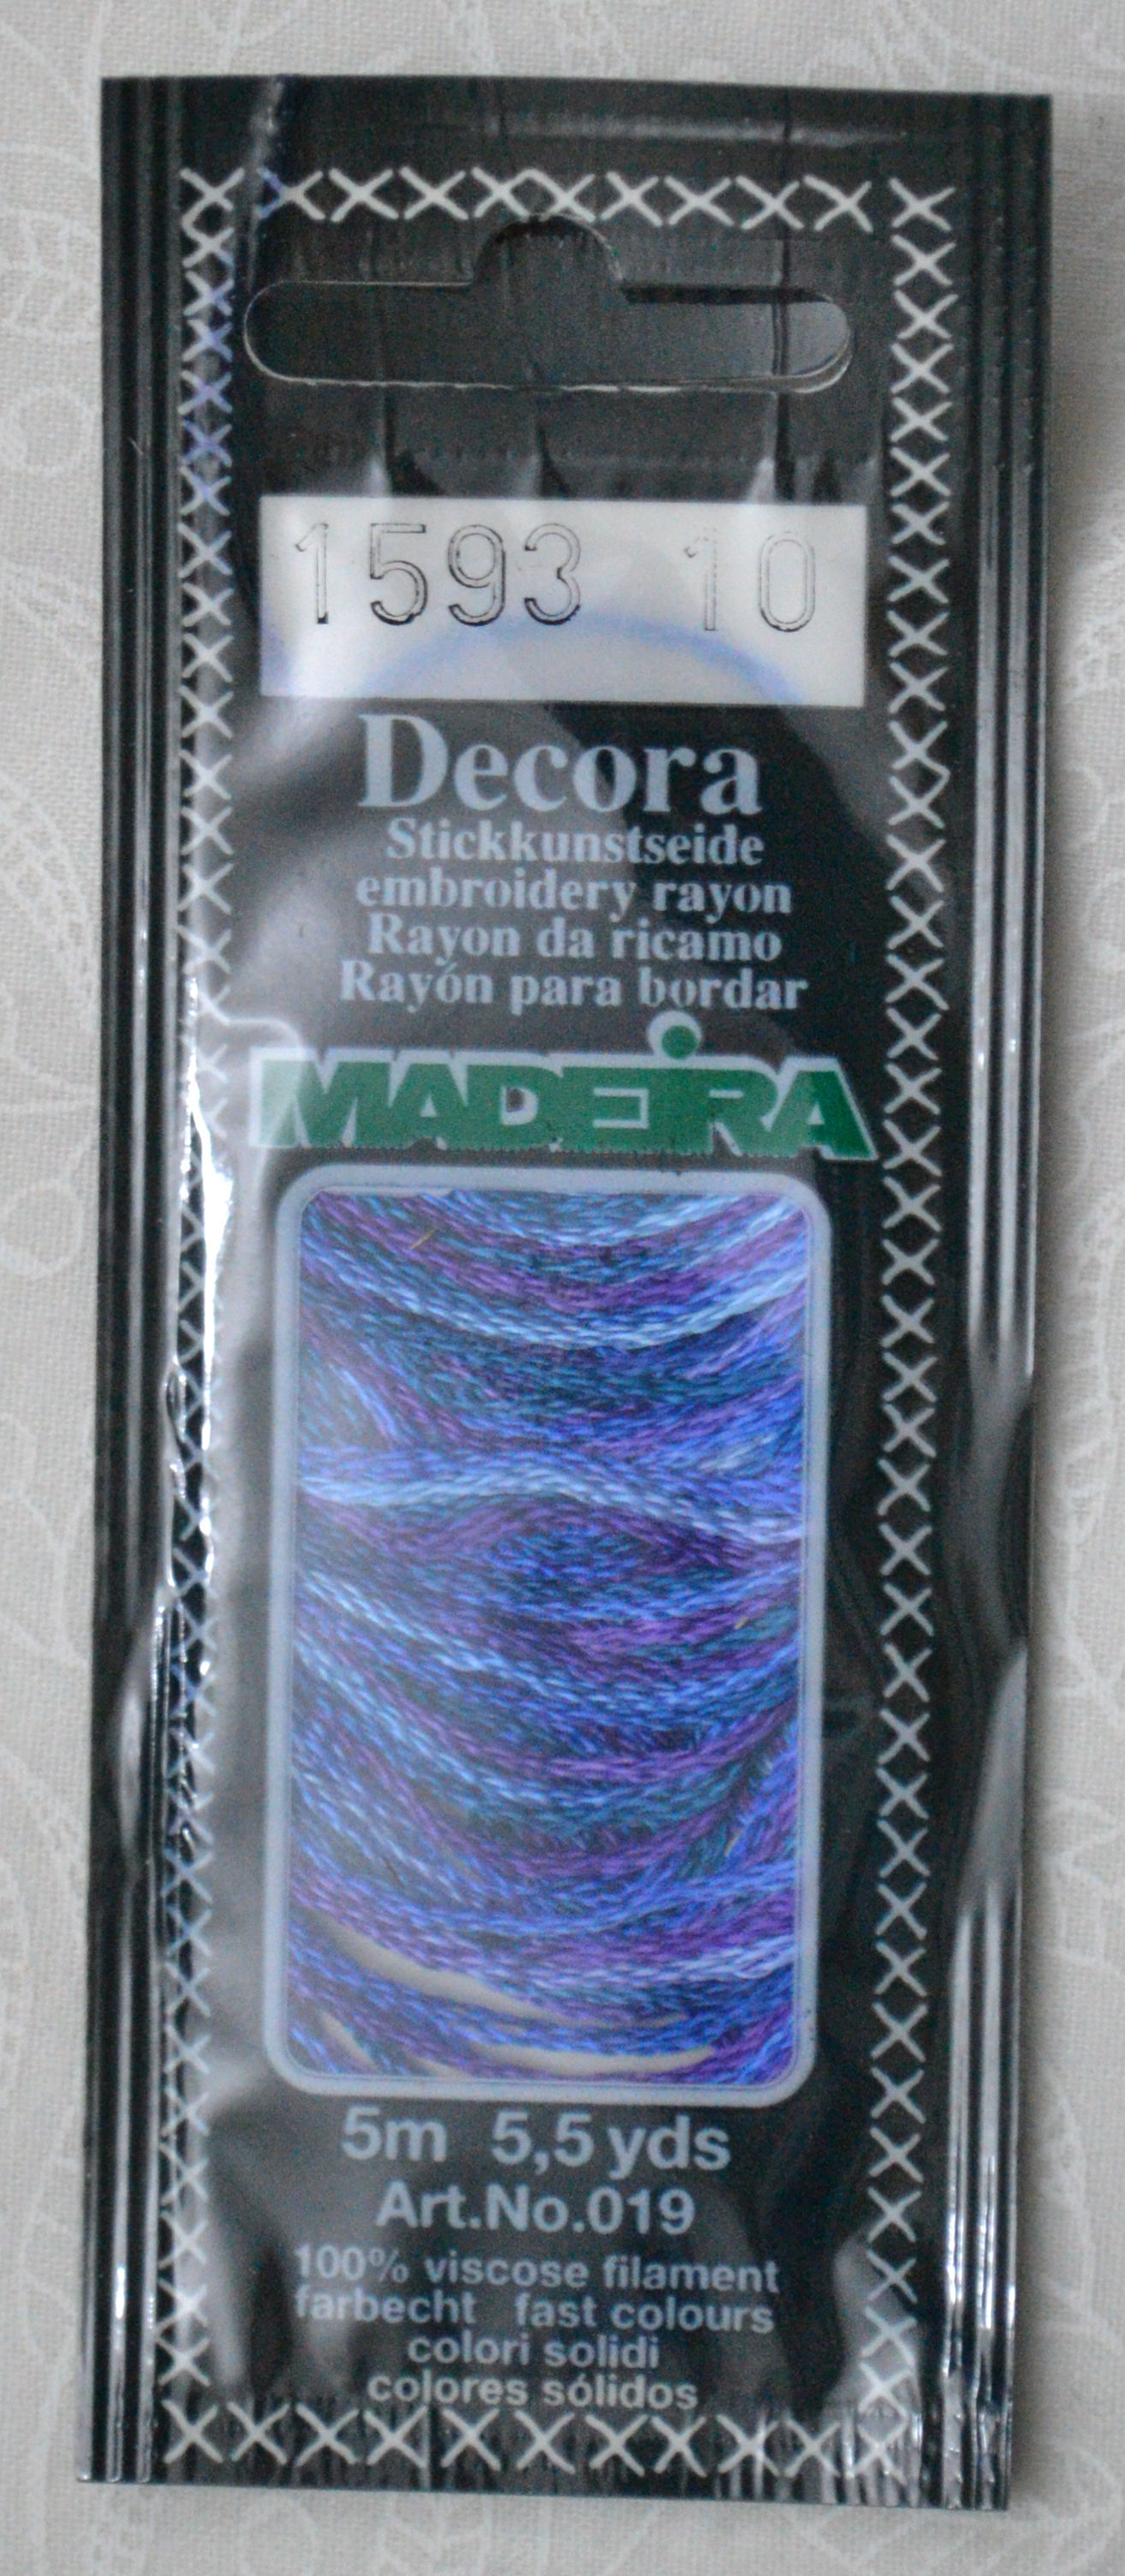 1593 10
Decora
Stickkunstseide
embroidery rayon
Rayon da ricamo
Rayón para bordar
MADEIRA
5m 5,5 yds
Art.No.019
100% viscose filament
farbecht fast colours
colori solidi
colores sólidos